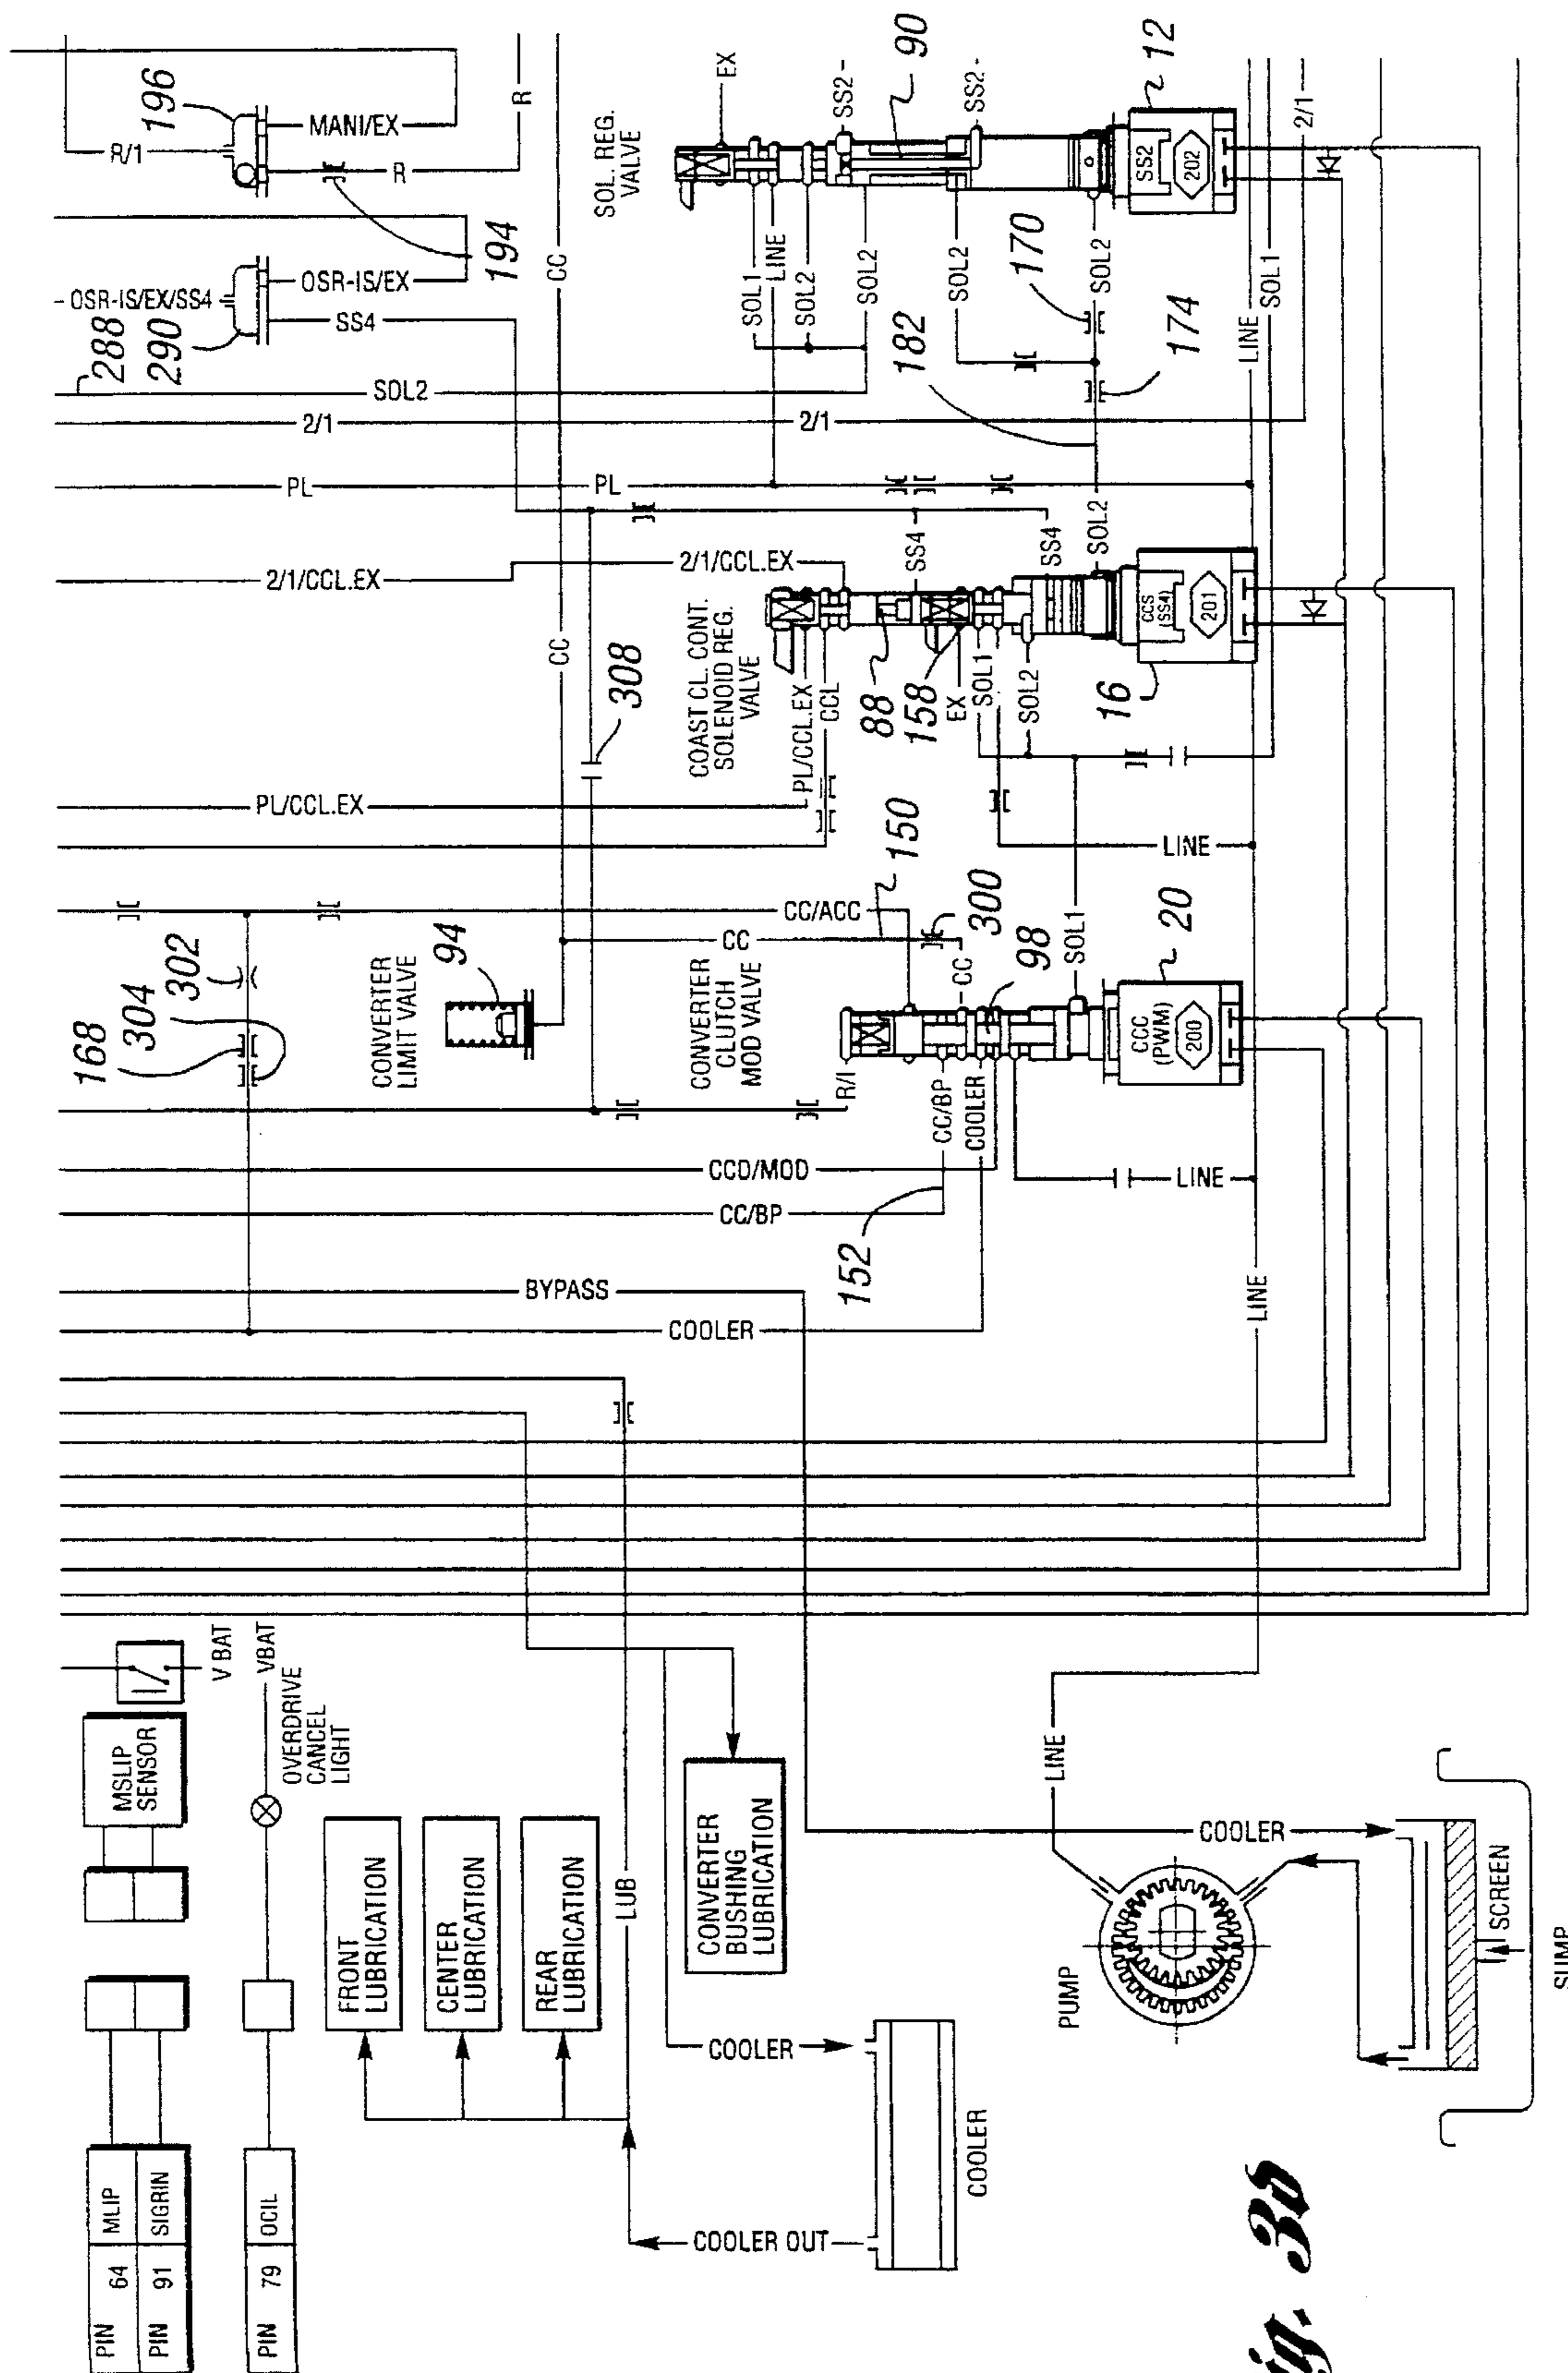 R/1
196
MANI/EX
R
R
194
- OSR-IS/EX/SS4
OSR-IS/EX
288
290
SS4
SOL2
2/1
2/1
PL
PL
CC
CC
SOL. REG.
VALVE
EX
SS2 -
90
SS2 -
12
SOL1
LINE
SOL2
SOL2
SOL2
SOL2
170
182
174
SS2
202
LINE
SOL1
2/1
2/1/CCL.EX
2/1/CCL.EX
SS4
SS4
SOL2
COAST CL. CONT.
SOLENOID REG.
VALVE
308
PL/CCL.EX
CCL
88
158
EX
SOL1
SOL2
16
CCS
(SS4)
201
PL/CCL.EX
LINE
150
CC/ACC
CC
300
CC
98
SOL1
20
168
304
302
CONVERTER
LIMIT VALVE
94
CONVERTER
CLUTCH
MOD VALVE
CCC
(PWM)
200
R/I
CC/BP
COOLER
CCD/MOD
CC/BP
152
LINE
BYPASS
COOLER
LINE
MSLIP
SENSOR
V BAT
VBAT
OVERDRIVE
CANCEL
LIGHT
FRONT
LUBRICATION
CENTER
LUBRICATION
REAR
LUBRICATION
LUB
CONVERTER
BUSHING
LUBRICATION
LINE
COOLER
PUMP
SCREEN
SUMP
COOLER
COOLER
COOLER OUT
PIN 64 MLIP
PIN 91 SIGRIN
PIN 79 OCIL